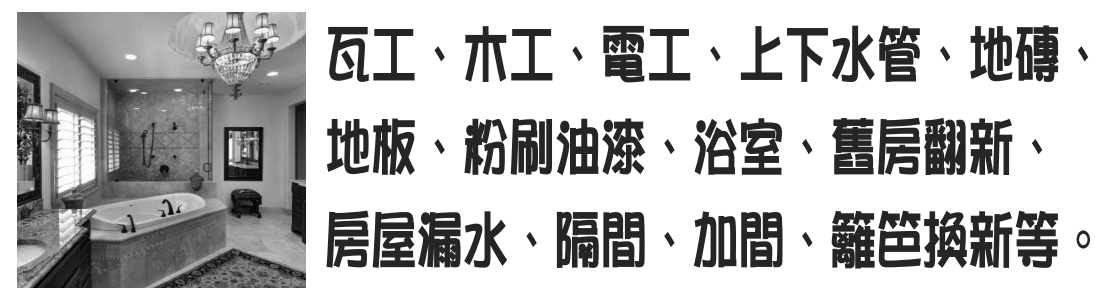 瓦工、木工、電工、上下水管、地磚、
地板、粉刷油漆、浴室、舊房翻新、
房屋漏水、隔間、加間、籬笆換新等。